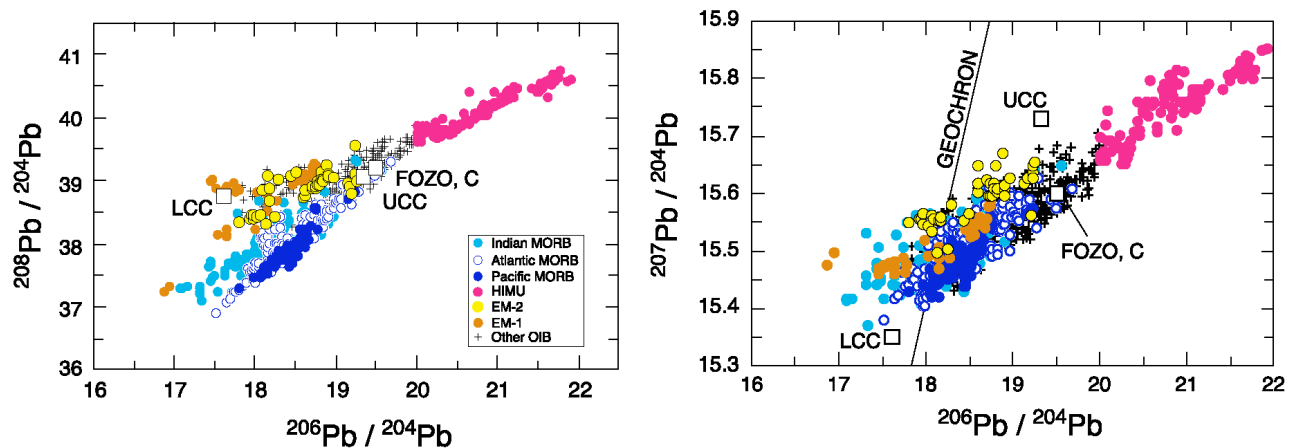 41
40
39
38
37
36
208Pb / 204Pb
LCC
FOZO, C
UCC
Indian MORB
Atlantic MORB
Pacific MORB
HIMU
EM-2
EM-1
Other OIB
16 17 18 19 20 21 22
206Pb / 204Pb
15.9
15.8
15.7
15.6
15.5
15.4
15.3
207Pb / 204Pb
GEOCHRON
UCC
FOZO, C
LCC
16 17 18 19 20 21 22
206Pb / 204Pb